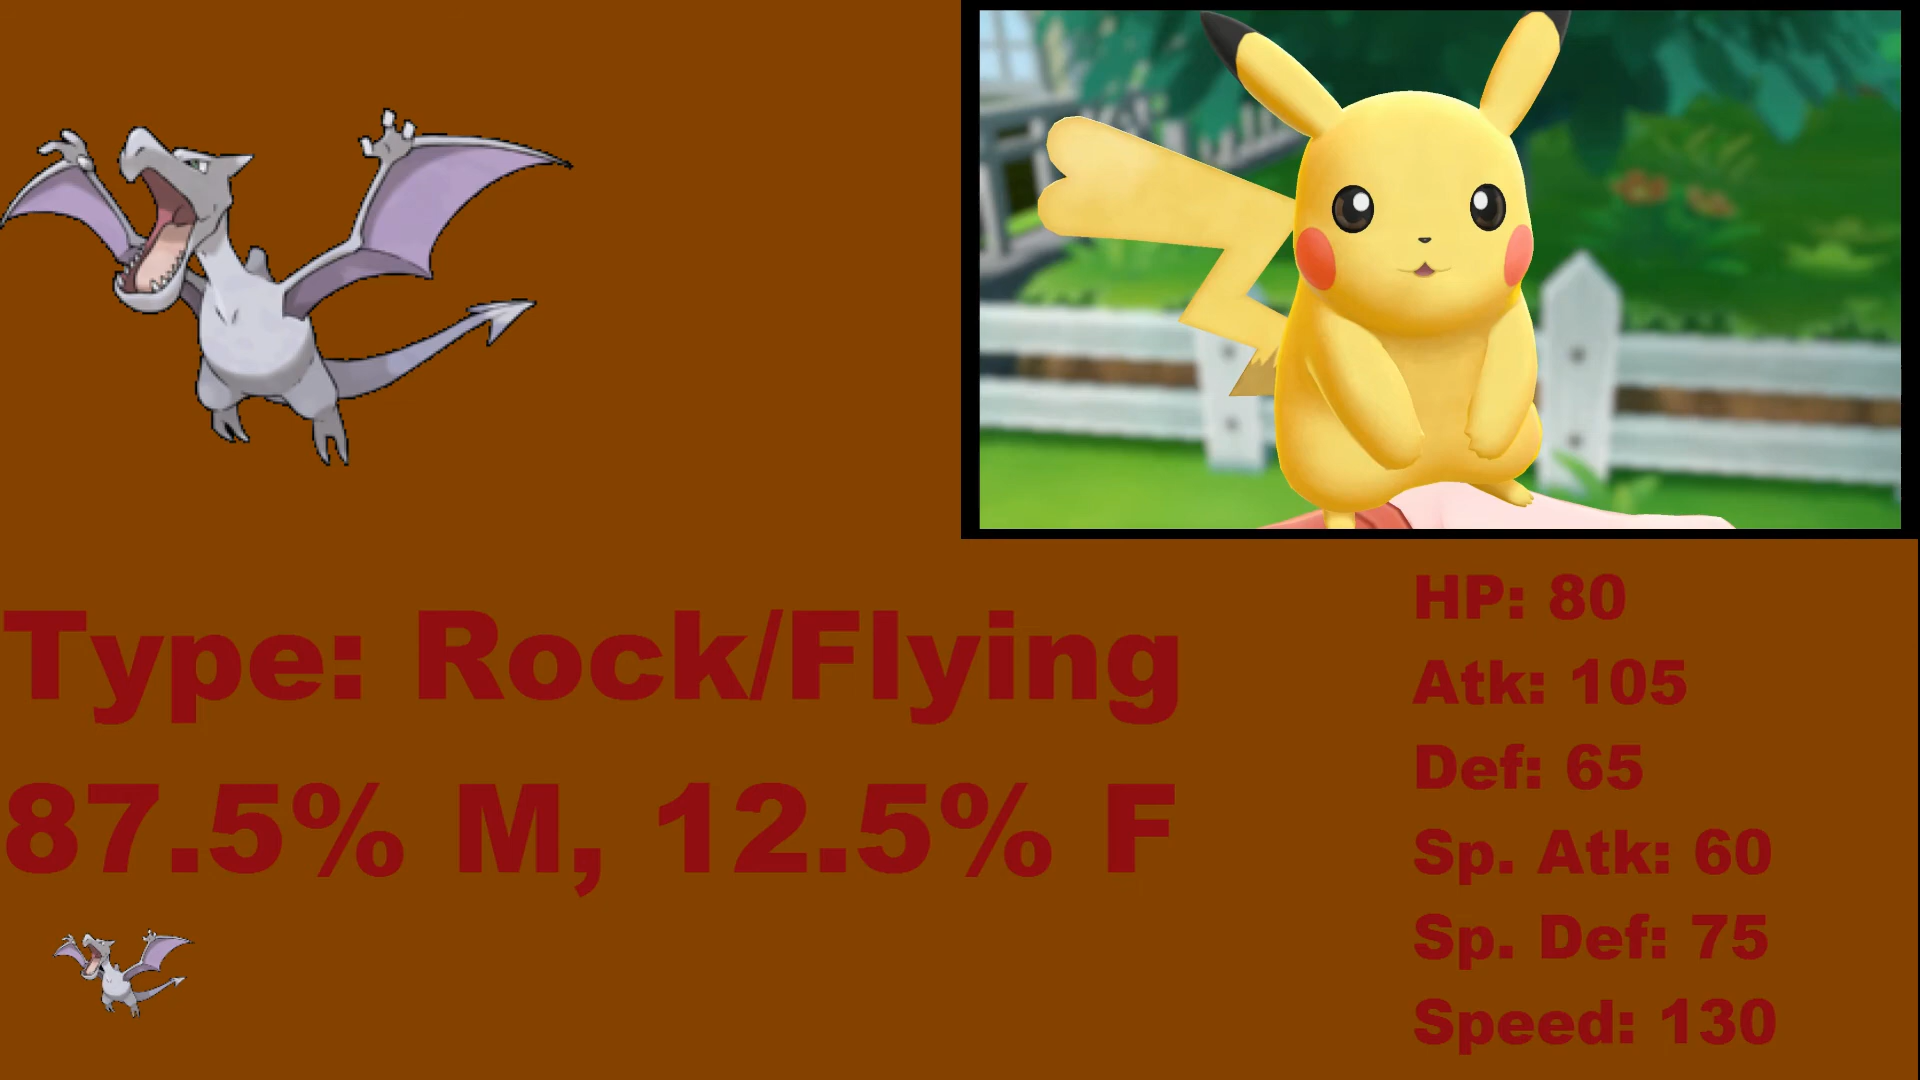 Type: Rock/Flying
87.5% M, 12.5% F
HP: 80
Atk: 105
Def: 65
Sp. Atk: 60
Sp. Def: 75
Speed: 130